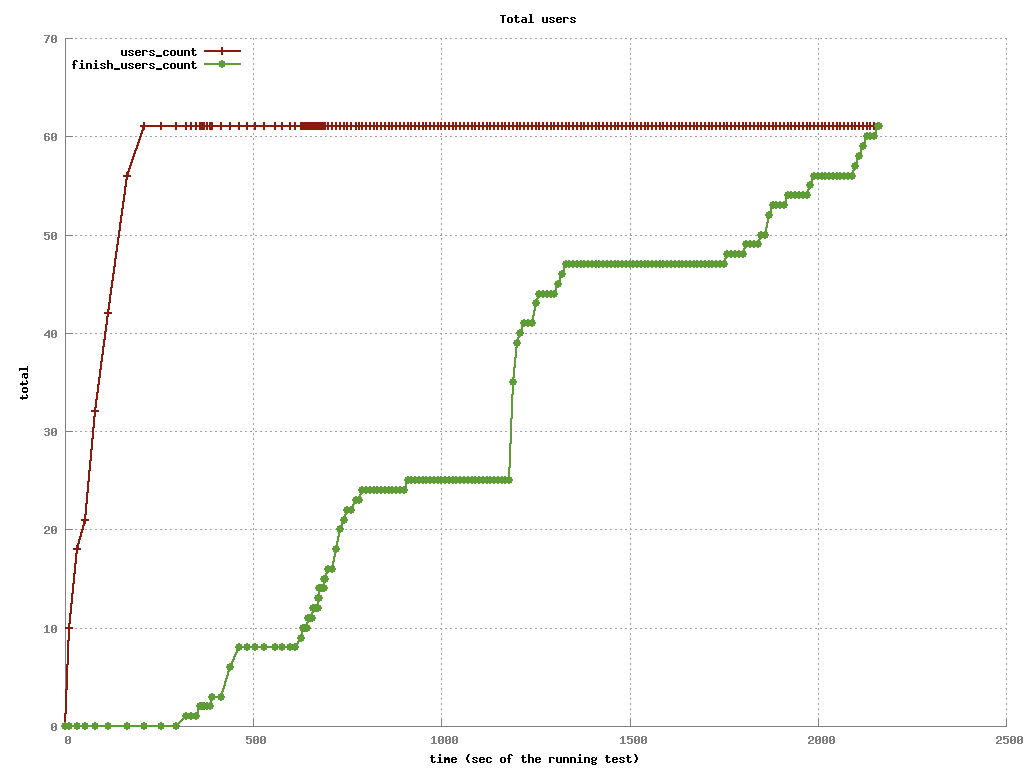 Total users
users_count
finish_users_count
70
60
50
40
30
20
10
0
total
0 500 1000 1500 2000 2500
time (sec of the running test)